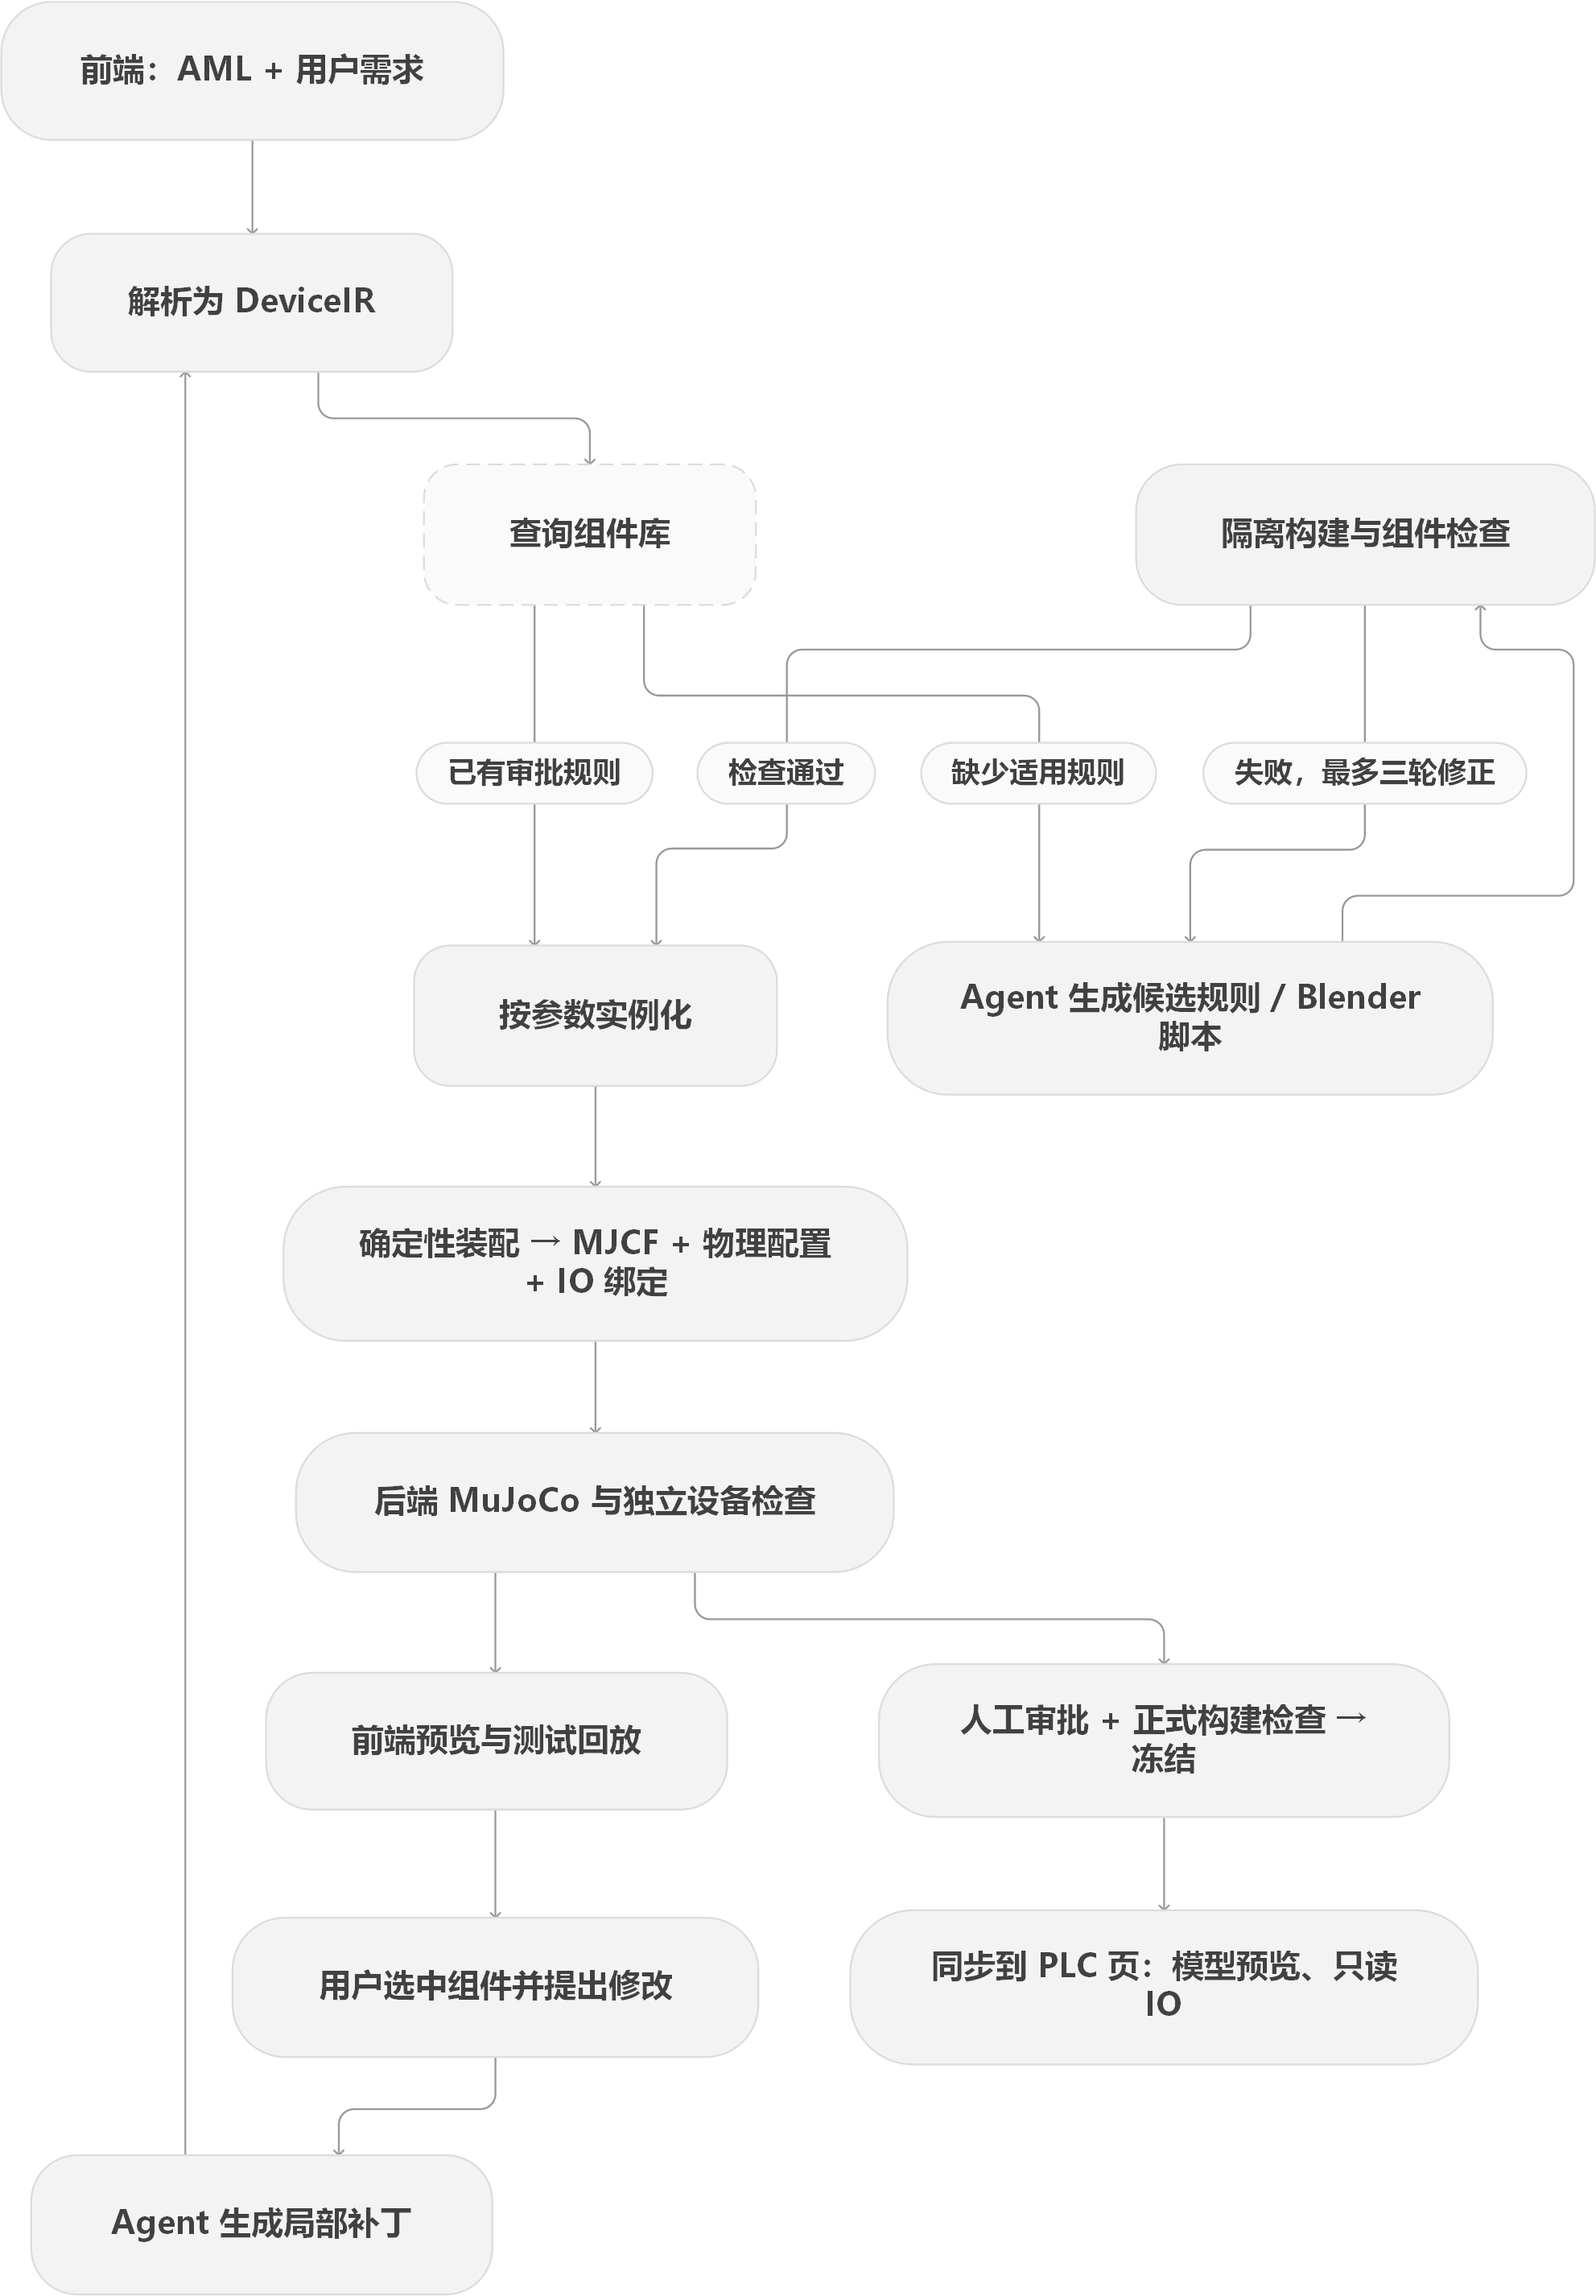 前端：AML + 用户需求
解析为 DeviceIR
查询组件库
隔离构建与组件检查
已有审批规则
检查通过
缺少适用规则
失败，最多三轮修正
按参数实例化
Agent 生成候选规则 / Blender
脚本
确定性装配 → MJCF + 物理配置
+ IO 绑定
后端 MuJoCo 与独立设备检查
前端预览与测试回放
人工审批 + 正式构建检查 →
冻结
用户选中组件并提出修改
同步到 PLC 页：模型预览、只读
IO
Agent 生成局部补丁